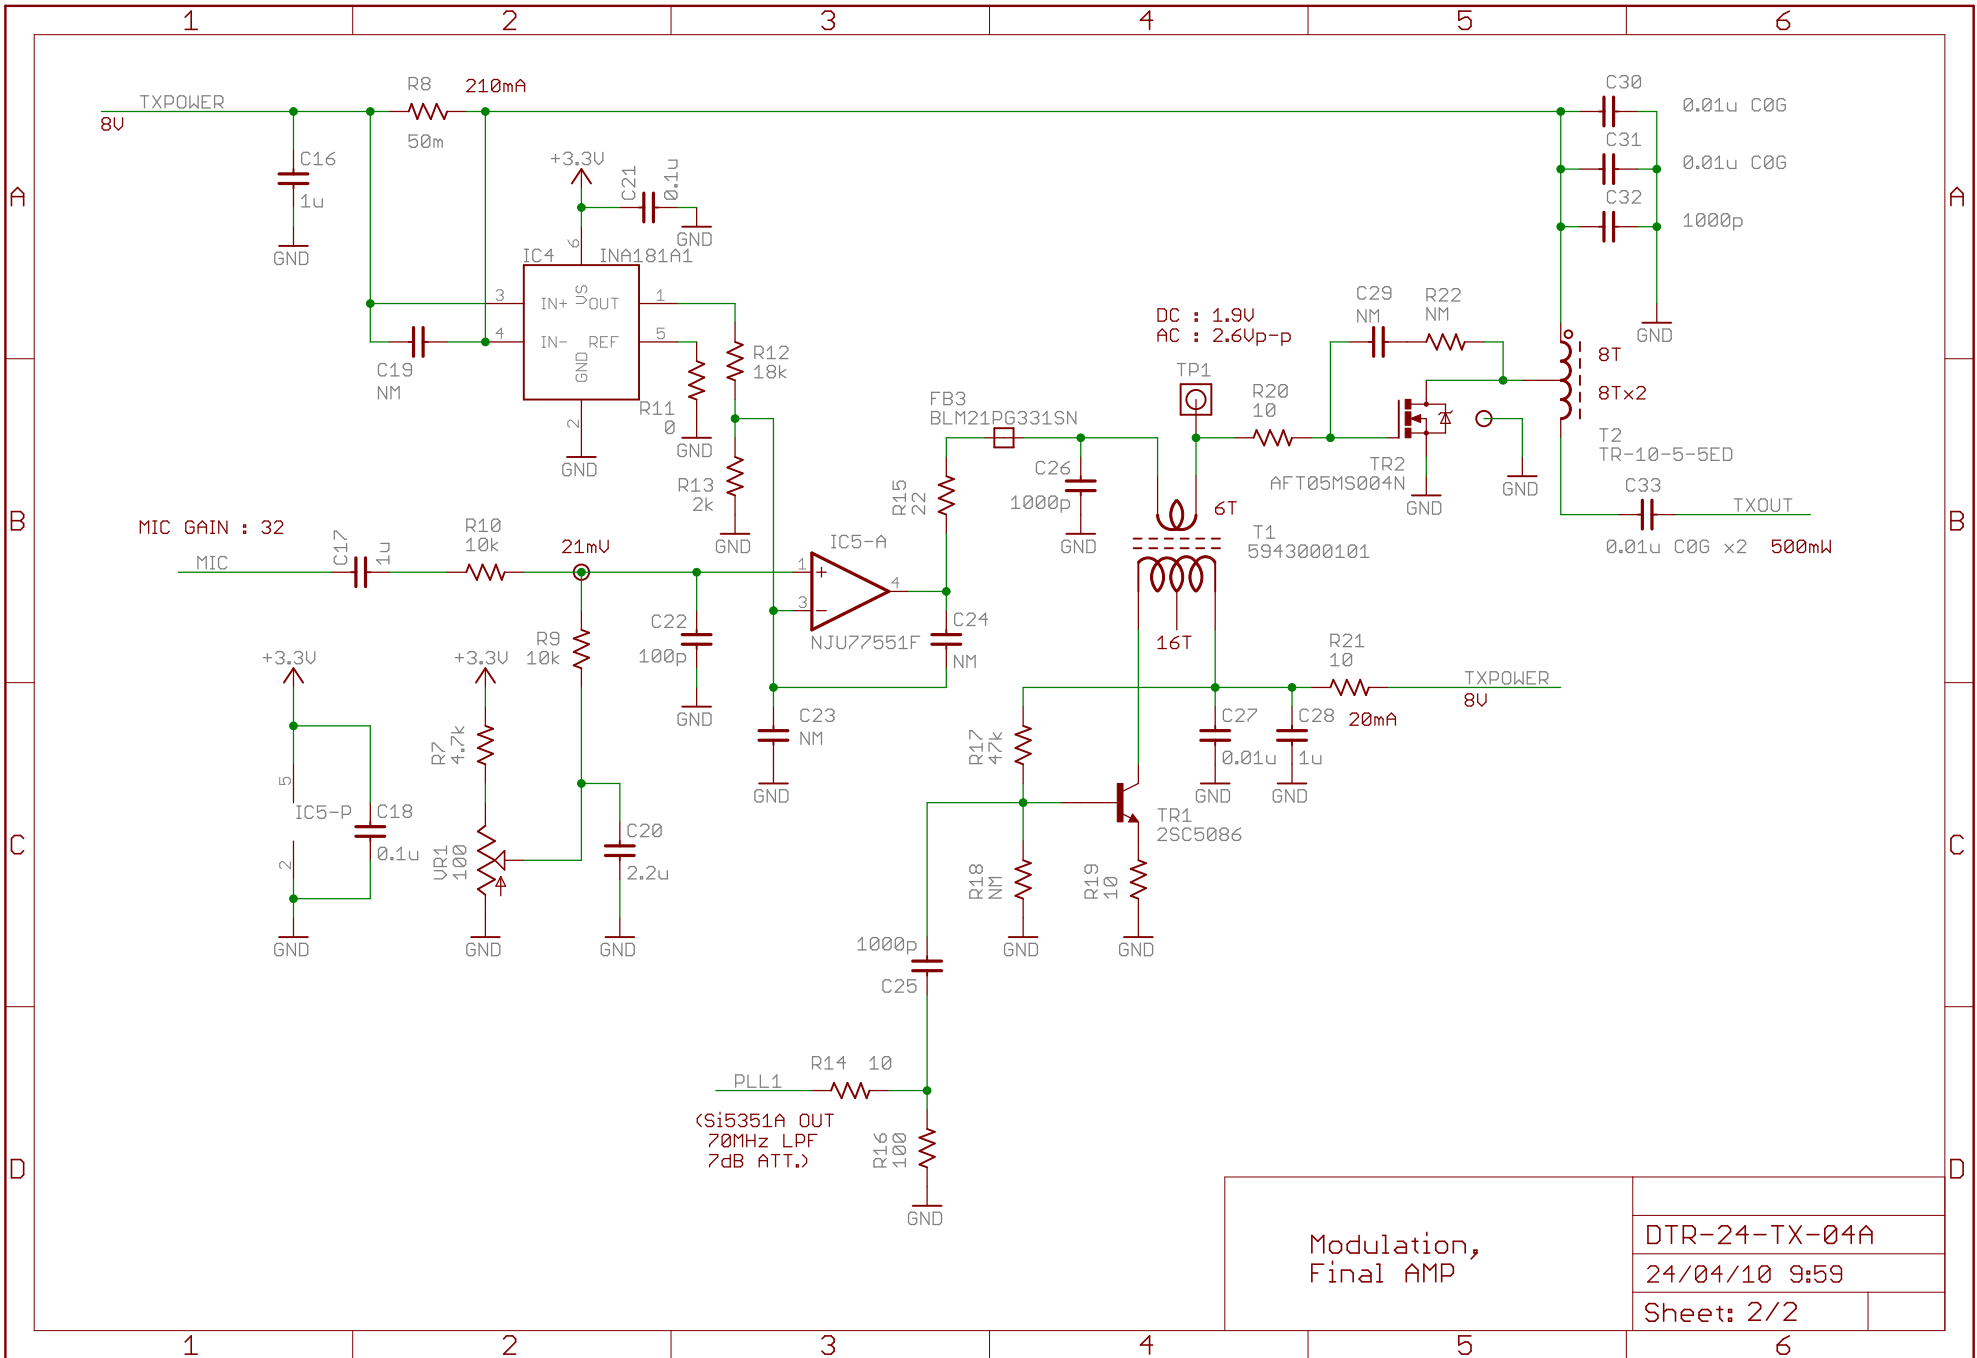 1 2 3 4 5 6
A
B
C
D
TXPOWER
8V
R8
50m
210mA
C16
1u
GND
+3.3V
C21
0.1u
GND
IC4
INA181A1
6
VS
3
IN+
OUT
1
4
IN-
REF
5
GND
2
GND
C19
NM
R11
0
GND
R12
18k
R13
2k
GND
MIC GAIN : 32
MIC
C17
1u
R10
10k
21mV
R9
10k
C22
100p
GND
IC5-A
1
+
3
−
4
NJU77551F
C24
NM
C23
NM
GND
R15
22
FB3
BLM21PG331SN
C26
1000p
GND
DC : 1.9V
AC : 2.6Vp-p
TP1
R20
10
C29
NM
R22
NM
TR2
AFT05MS004N
GND
GND
C30
0.01u C0G
C31
0.01u C0G
C32
1000p
GND
8T
8Tx2
T2
TR-10-5-5ED
C33
0.01u C0G x2
TXOUT
500mW
6T
T1
5943000101
16T
R21
10
TXPOWER
8V
20mA
C27
0.01u
GND
C28
1u
GND
R17
47k
R18
NM
GND
TR1
2SC5086
R19
10
GND
+3.3V
5
IC5-P
2
C18
0.1u
GND
+3.3V
R7
4.7k
VR1
100
GND
C20
2.2u
GND
1000p
C25
PLL1
R14 10
(Si5351A OUT
70MHz LPF
7dB ATT.)
R16
100
GND
Modulation,
Final AMP
DTR-24-TX-04A
24/04/10 9:59
Sheet: 2/2
A
B
C
D
1 2 3 4 5 6